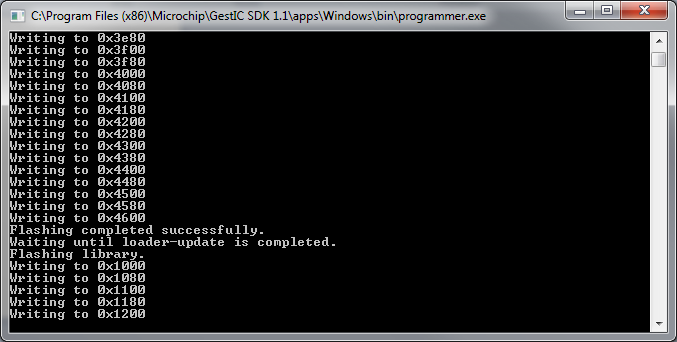 C:\Program Files (x86)\Microchip\GestIC SDK 1.1\apps\Windows\bin\programmer.exe
Writing to 0x3e80
Writing to 0x3f00
Writing to 0x3f80
Writing to 0x4000
Writing to 0x4080
Writing to 0x4100
Writing to 0x4180
Writing to 0x4200
Writing to 0x4280
Writing to 0x4300
Writing to 0x4380
Writing to 0x4400
Writing to 0x4480
Writing to 0x4500
Writing to 0x4580
Writing to 0x4600
Flashing completed successfully.
Waiting until loader-update is completed.
Flashing library.
Writing to 0x1000
Writing to 0x1080
Writing to 0x1100
Writing to 0x1180
Writing to 0x1200